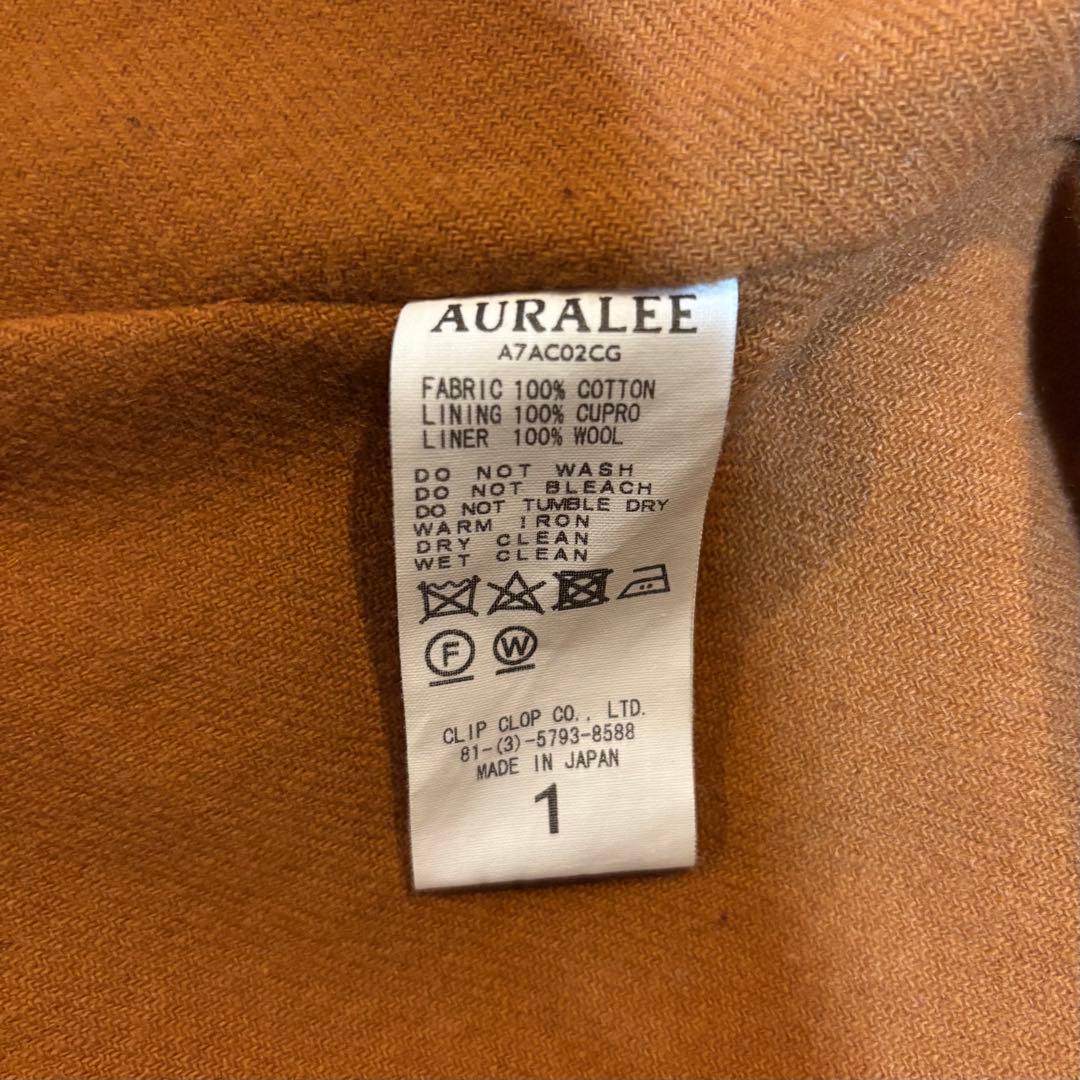 AURALEE
A7AC02CG
FABRIC 100% COTTON
LINING 100% CUPRO
LINER 100% WOOL
DO NOT WASH
DO NOT BLEACH
DO NOT TUMBLE DRY
WARM IRON
DRY CLEAN
WET CLEAN
F W
CLIP CLOP CO., LTD.
81-(3)-5793-8588
MADE IN JAPAN
1